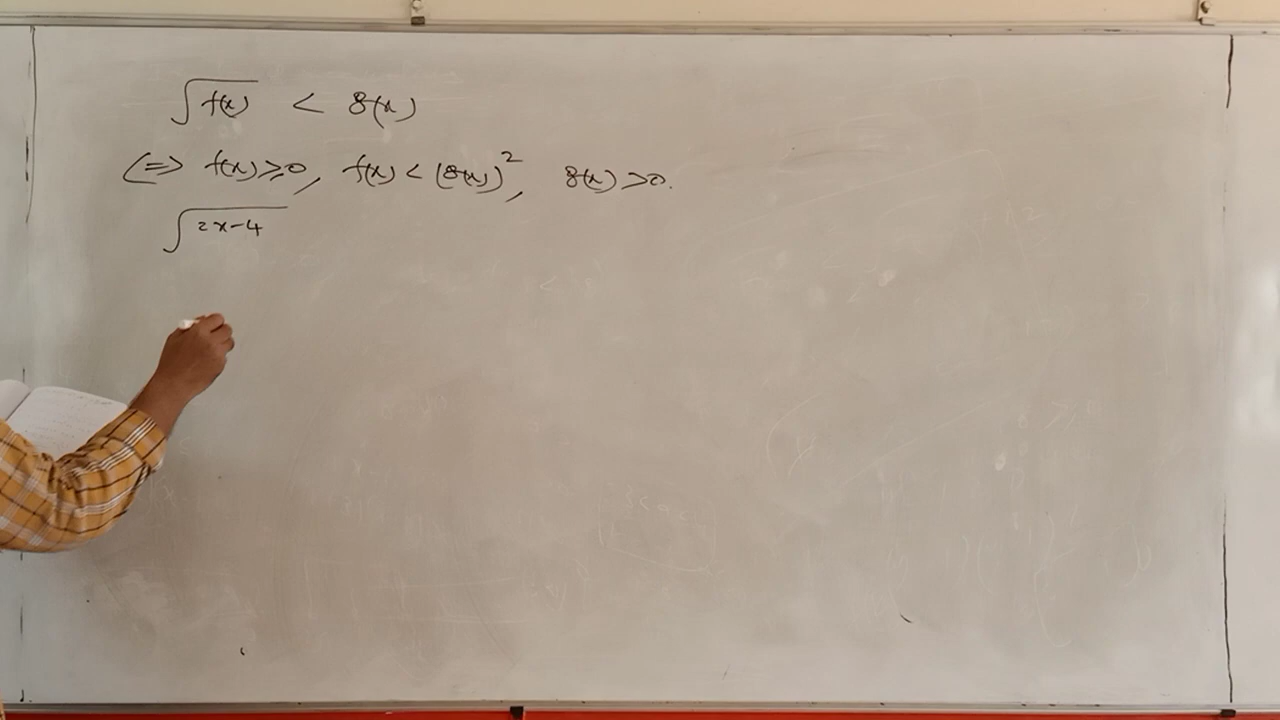 √f(x) < g(x)
⟺ f(x) ≥ 0, f(x) < (g(x))², g(x) > 0.
√2x-4